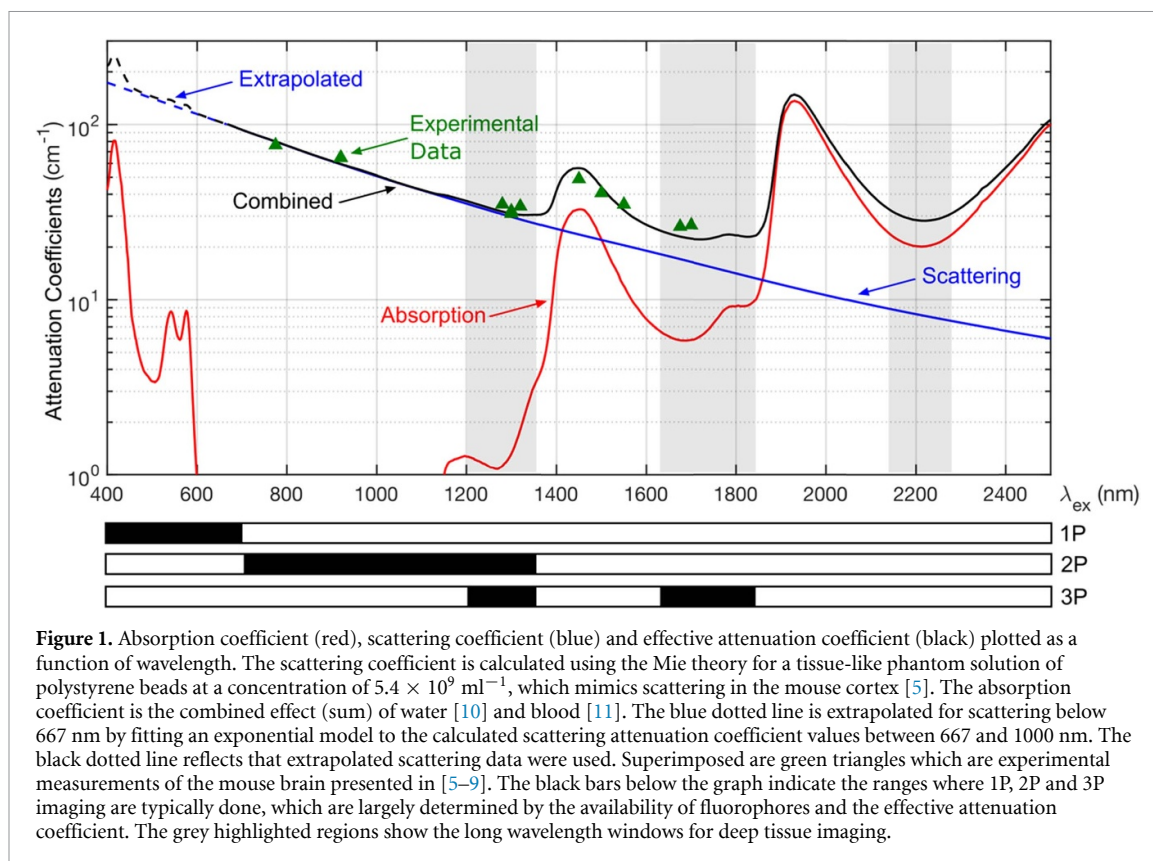 Attenuation Coefficients (cm⁻¹)
10²
10¹
10⁰
Extrapolated
Experimental
Data
Combined
Absorption
Scattering
400 600 800 1000 1200 1400 1600 1800 2000 2200 2400 λex (nm)
1P
2P
3P
Figure 1. Absorption coefficient (red), scattering coefficient (blue) and effective attenuation coefficient (black) plotted as a
function of wavelength. The scattering coefficient is calculated using the Mie theory for a tissue-like phantom solution of
polystyrene beads at a concentration of 5.4 × 10⁹ ml⁻¹, which mimics scattering in the mouse cortex [5]. The absorption
coefficient is the combined effect (sum) of water [10] and blood [11]. The blue dotted line is extrapolated for scattering below
667 nm by fitting an exponential model to the calculated scattering attenuation coefficient values between 667 and 1000 nm. The
black dotted line reflects that extrapolated scattering data were used. Superimposed are green triangles which are experimental
measurements of the mouse brain presented in [5–9]. The black bars below the graph indicate the ranges where 1P, 2P and 3P
imaging are typically done, which are largely determined by the availability of fluorophores and the effective attenuation
coefficient. The grey highlighted regions show the long wavelength windows for deep tissue imaging.